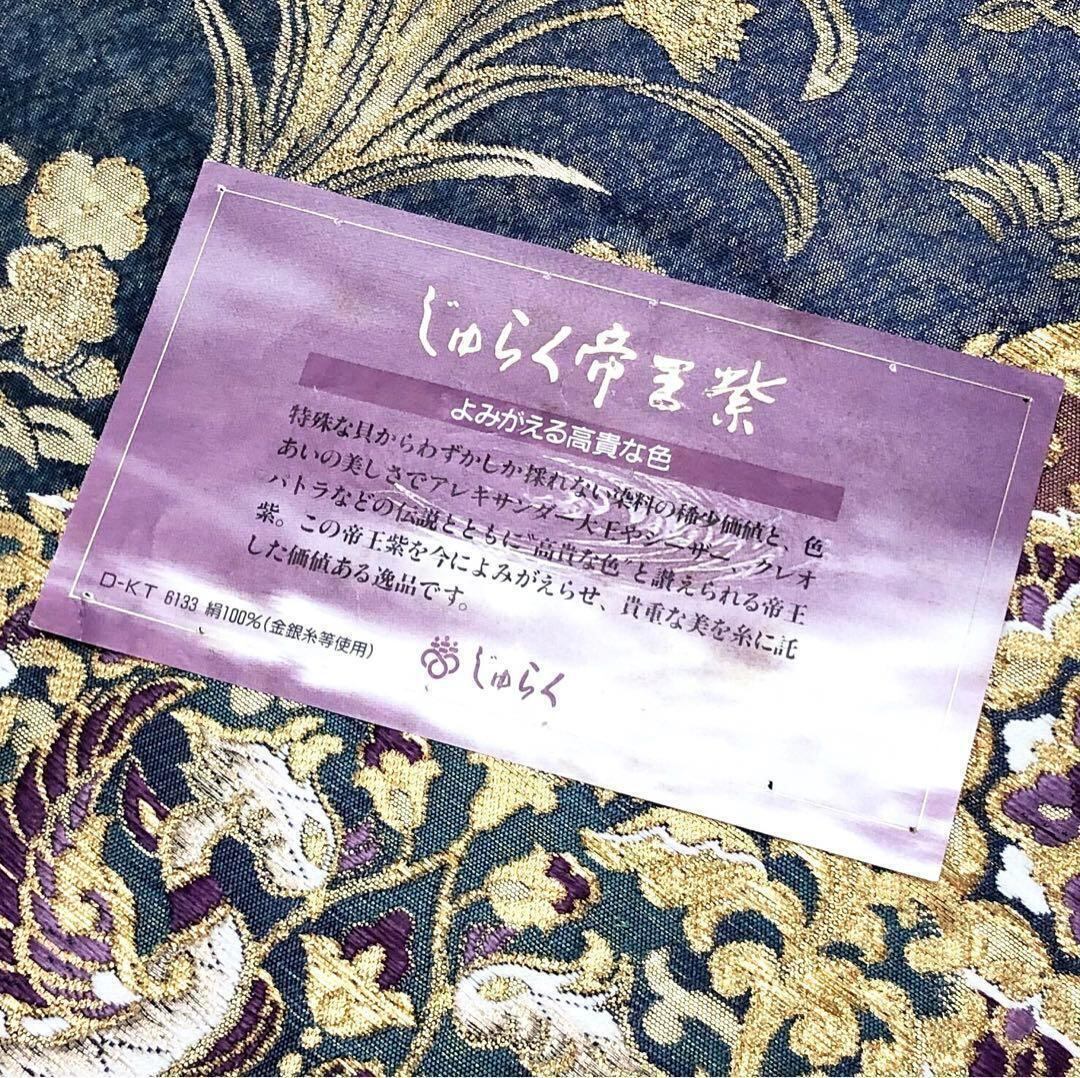 じゅらく帝王紫
よみがえる高貴な色
特殊な貝からわずかしか採れない染料の稀少価値と、色
あいの美しさでアレキサンダー大王やシーザー、クレオ
パトラなどの伝説とともに“高貴な色”と讃えられる帝王
紫。この帝王紫を今によみがえらせ、貴重な美を糸に託
した価値ある逸品です。
D-KT 6133 絹100%(金銀糸等使用)
じゅらく